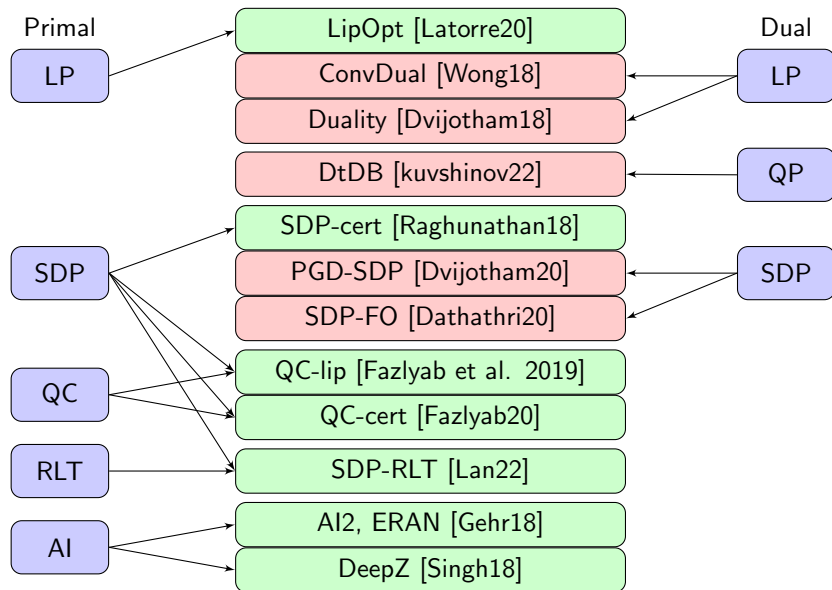 Primal
LP
SDP
QC
RLT
AI
LipOpt [Latorre20]
ConvDual [Wong18]
Duality [Dvijotham18]
DtDB [kuvshinov22]
SDP-cert [Raghunathan18]
PGD-SDP [Dvijotham20]
SDP-FO [Dathathri20]
QC-lip [Fazlyab et al. 2019]
QC-cert [Fazlyab20]
SDP-RLT [Lan22]
AI2, ERAN [Gehr18]
DeepZ [Singh18]
Dual
LP
QP
SDP